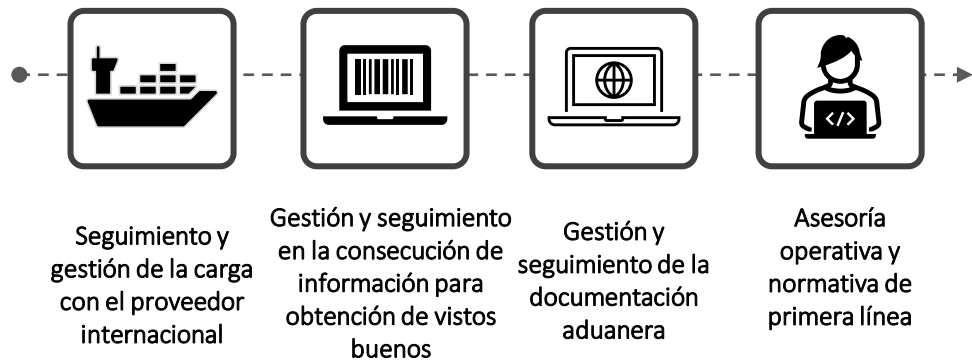 Seguimiento y
gestión de la carga
con el proveedor
internacional
Gestión y seguimiento
en la consecución de
información para
obtención de vistos
buenos
Gestión y
seguimiento de la
documentación
aduanera
</>
Asesoría
operativa y
normativa de
primera línea